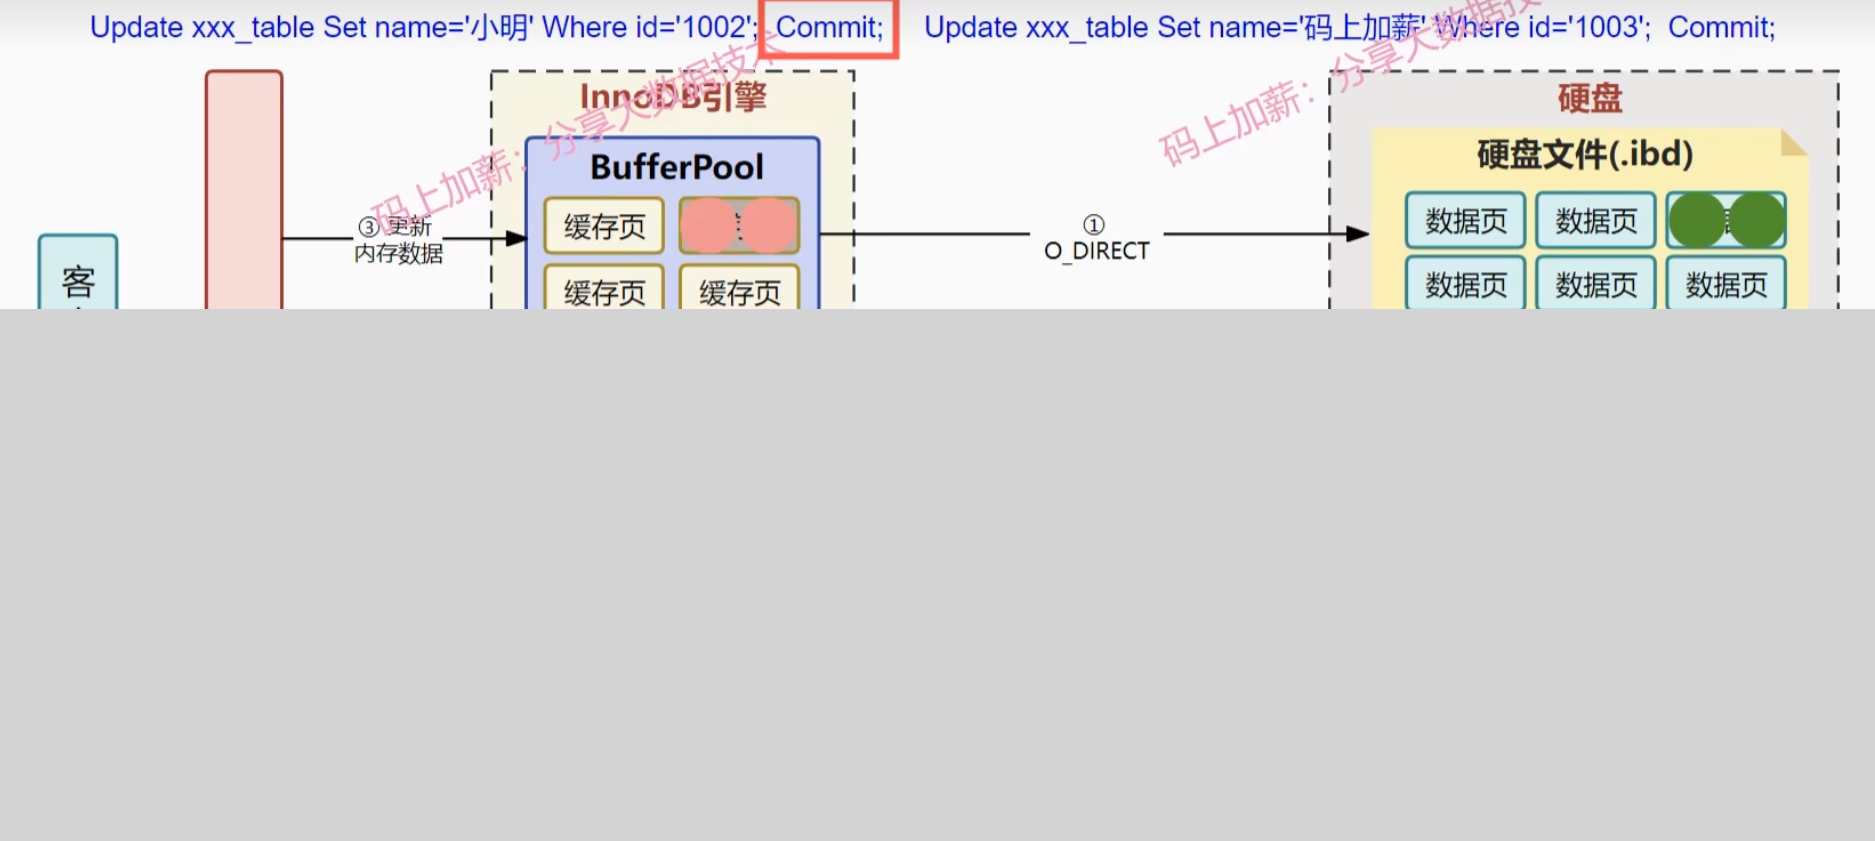 Update xxx_table Set name='小明' Where id='1002'; Commit; Update xxx_table Set name='码上加薪' Where id='1003'; Commit;
码上加薪：分享大数据技术
码上加薪：分享大数据技
InnoDB引擎
硬盘
BufferPool
硬盘文件(.ibd)
缓存页
数据页 数据页
③更新
内存数据
①
O_DIRECT
缓存页 缓存页
数据页 数据页 数据页
客